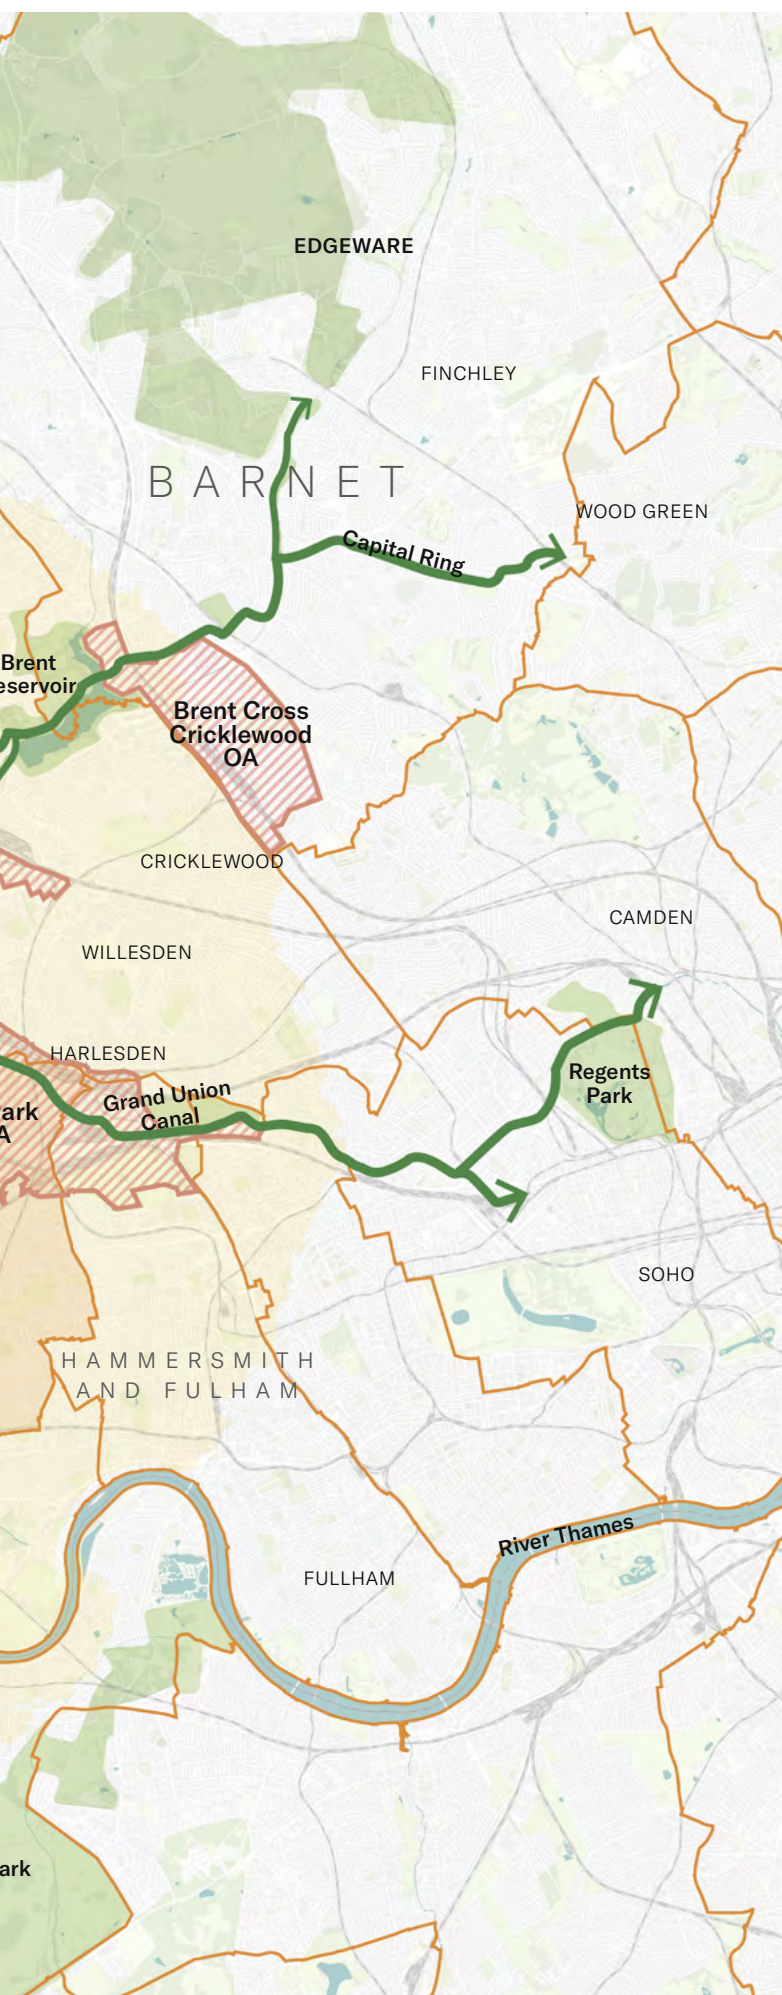 EDGEWARE
FINCHLEY
BARNET
WOOD GREEN
Capital Ring
Brent
eservoir
Brent Cross
Cricklewood
OA
CRICKLEWOOD
CAMDEN
WILLESDEN
HARLESDEN
Regents
Park
Grand Union
Canal
ark
A
SOHO
HAMMERSMITH
AND FULHAM
River Thames
FULLHAM
ark